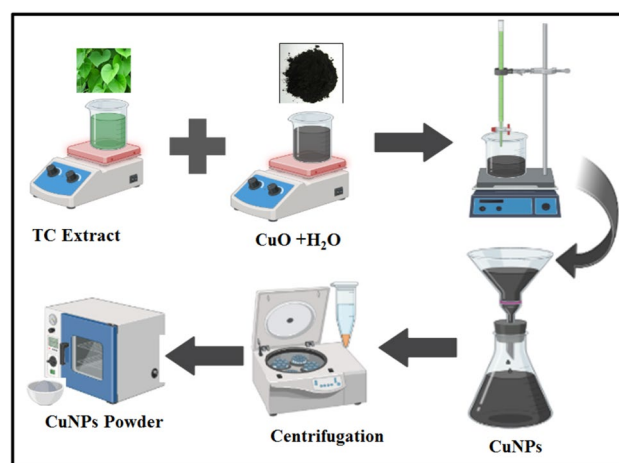 TC Extract
CuO +H₂O
CuNPs
Centrifugation
CuNPs Powder